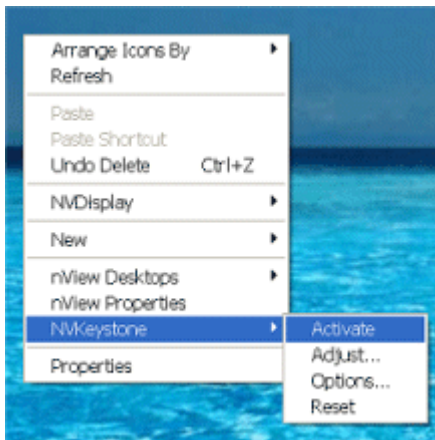 Arrange Icons By
Refresh
Paste
Paste Shortcut
Undo Delete Ctrl+Z
NVDisplay
New
nView Desktops
nView Properties
NVKeystone
Activate
Adjust...
Properties
Options...
Reset